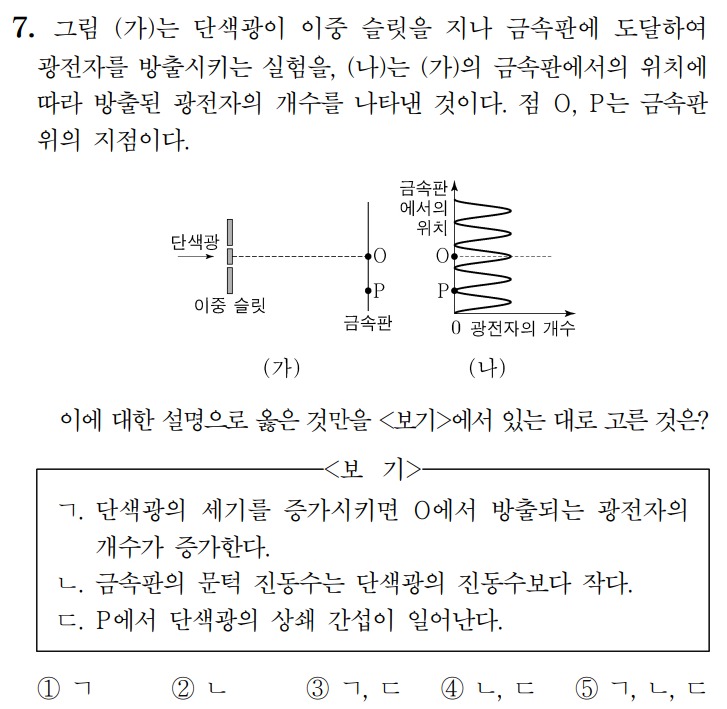 7. 그림 (가)는 단색광이 이중 슬릿을 지나 금속판에 도달하여
광전자를 방출시키는 실험을, (나)는 (가)의 금속판에서의 위치에
따라 방출된 광전자의 개수를 나타낸 것이다. 점 O, P는 금속판
위의 지점이다.
단색광
이중 슬릿
O
P
금속판
(가)
금속판
에서의
위치
O
P
0 광전자의 개수
(나)
이에 대한 설명으로 옳은 것만을 <보기>에서 있는 대로 고른 것은?
<보 기>
ㄱ. 단색광의 세기를 증가시키면 O에서 방출되는 광전자의
개수가 증가한다.
ㄴ. 금속판의 문턱 진동수는 단색광의 진동수보다 작다.
ㄷ. P에서 단색광의 상쇄 간섭이 일어난다.
① ㄱ ② ㄴ ③ ㄱ, ㄷ ④ ㄴ, ㄷ ⑤ ㄱ, ㄴ, ㄷ